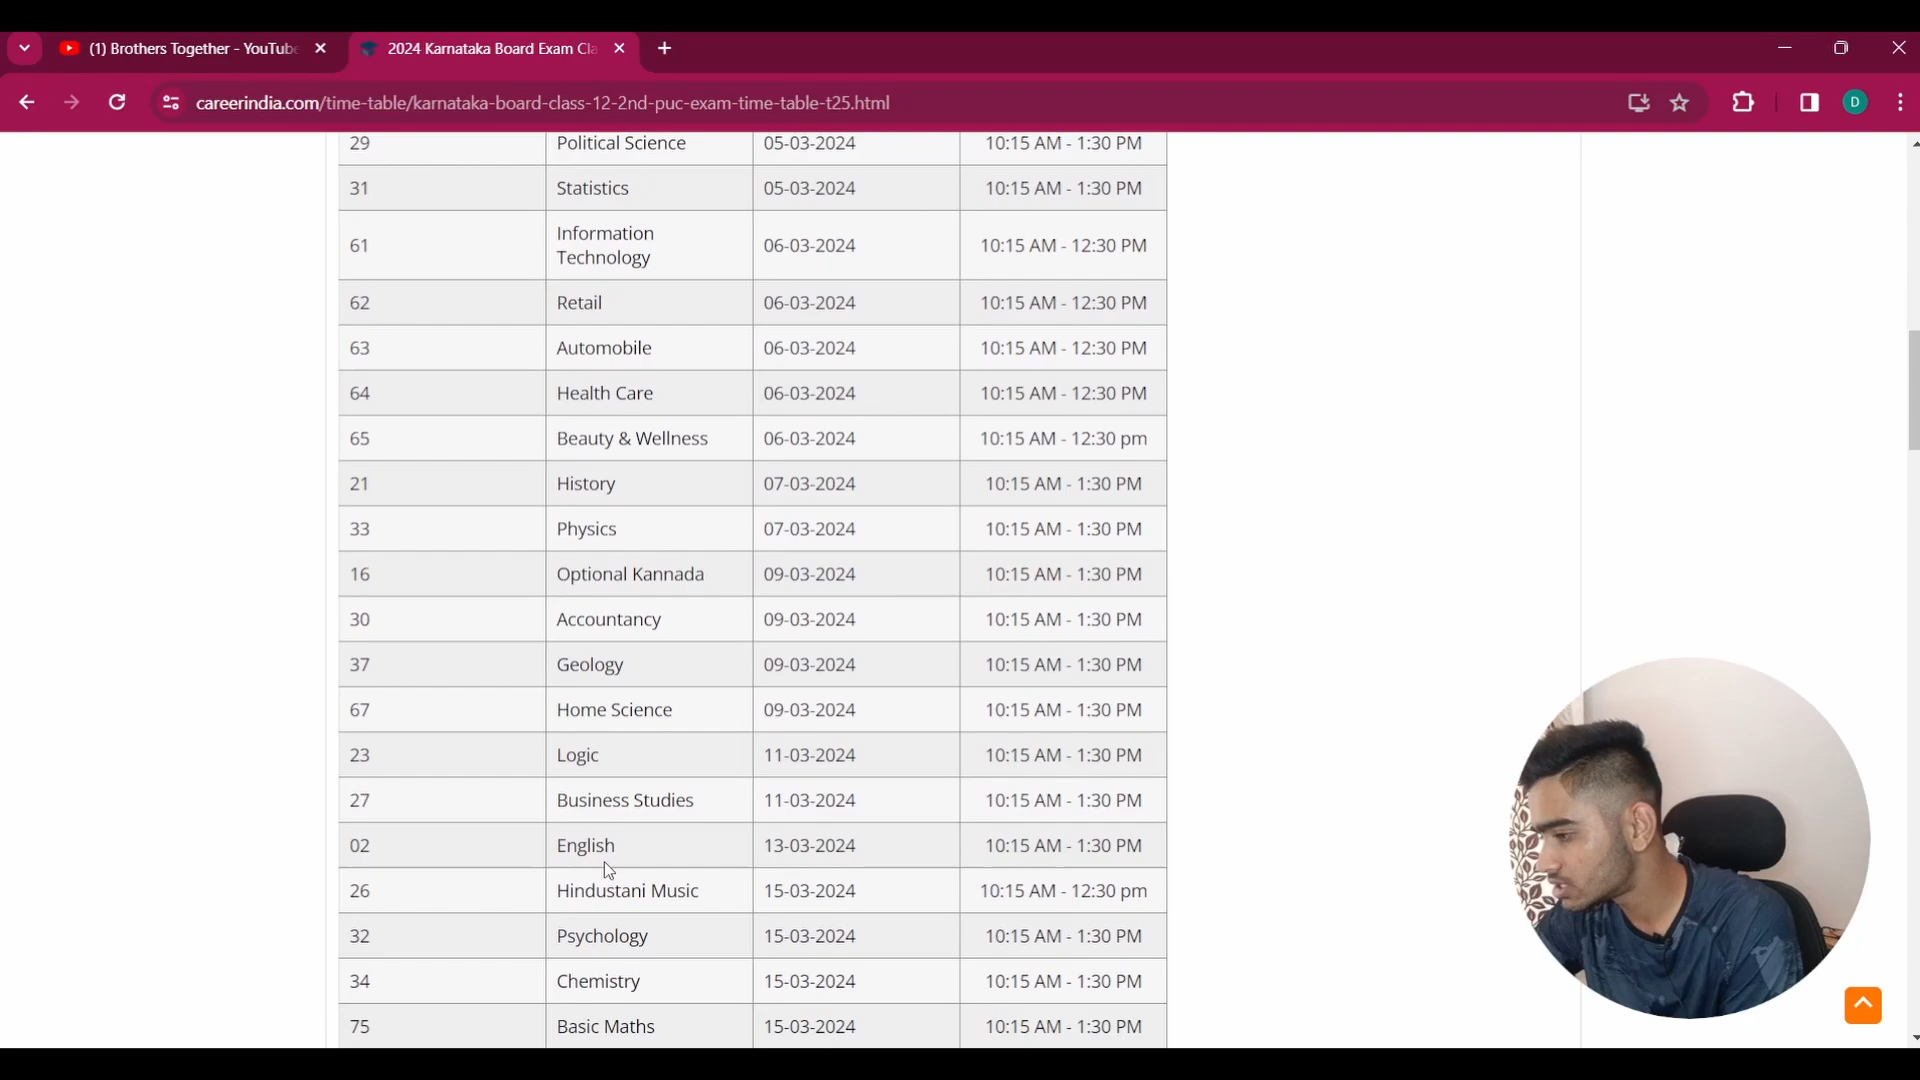 (1) Brothers Together - YouTube
2024 Karnataka Board Exam Cla
careerindia.com/time-table/karnataka-board-class-12-2nd-puc-exam-time-table-t25.html
D
29 Political Science 05-03-2024 10:15 AM - 1:30 PM
31 Statistics 05-03-2024 10:15 AM - 1:30 PM
61 Information Technology 06-03-2024 10:15 AM - 12:30 PM
62 Retail 06-03-2024 10:15 AM - 12:30 PM
63 Automobile 06-03-2024 10:15 AM - 12:30 PM
64 Health Care 06-03-2024 10:15 AM - 12:30 PM
65 Beauty & Wellness 06-03-2024 10:15 AM - 12:30 pm
21 History 07-03-2024 10:15 AM - 1:30 PM
33 Physics 07-03-2024 10:15 AM - 1:30 PM
16 Optional Kannada 09-03-2024 10:15 AM - 1:30 PM
30 Accountancy 09-03-2024 10:15 AM - 1:30 PM
37 Geology 09-03-2024 10:15 AM - 1:30 PM
67 Home Science 09-03-2024 10:15 AM - 1:30 PM
23 Logic 11-03-2024 10:15 AM - 1:30 PM
27 Business Studies 11-03-2024 10:15 AM - 1:30 PM
02 English 13-03-2024 10:15 AM - 1:30 PM
26 Hindustani Music 15-03-2024 10:15 AM - 12:30 pm
32 Psychology 15-03-2024 10:15 AM - 1:30 PM
34 Chemistry 15-03-2024 10:15 AM - 1:30 PM
75 Basic Maths 15-03-2024 10:15 AM - 1:30 PM